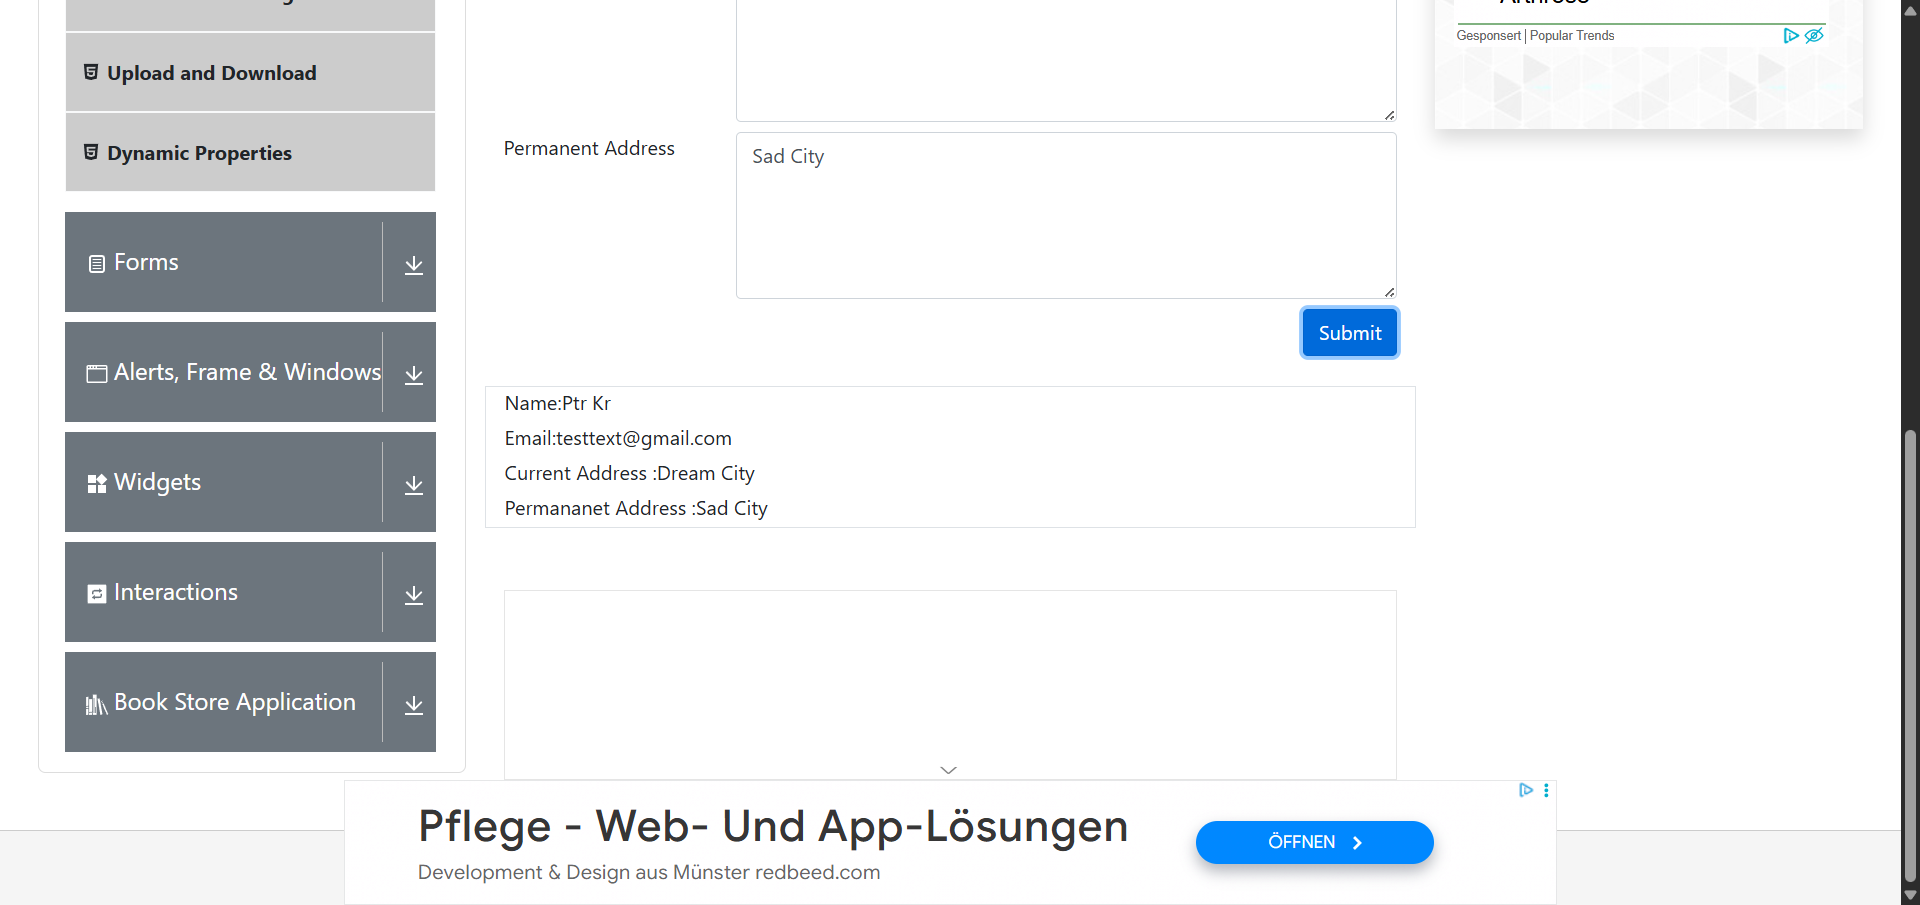 Upload and Download
Dynamic Properties
Forms
Alerts, Frame & Windows
Widgets
Interactions
Book Store Application
Permanent Address
Sad City
Submit
Name:Ptr Kr
Email:testtext@gmail.com
Current Address :Dream City
Permananet Address :Sad City
Gesponsert | Popular Trends
Pflege - Web- Und App-Lösungen
Development & Design aus Münster redbeed.com
ÖFFNEN